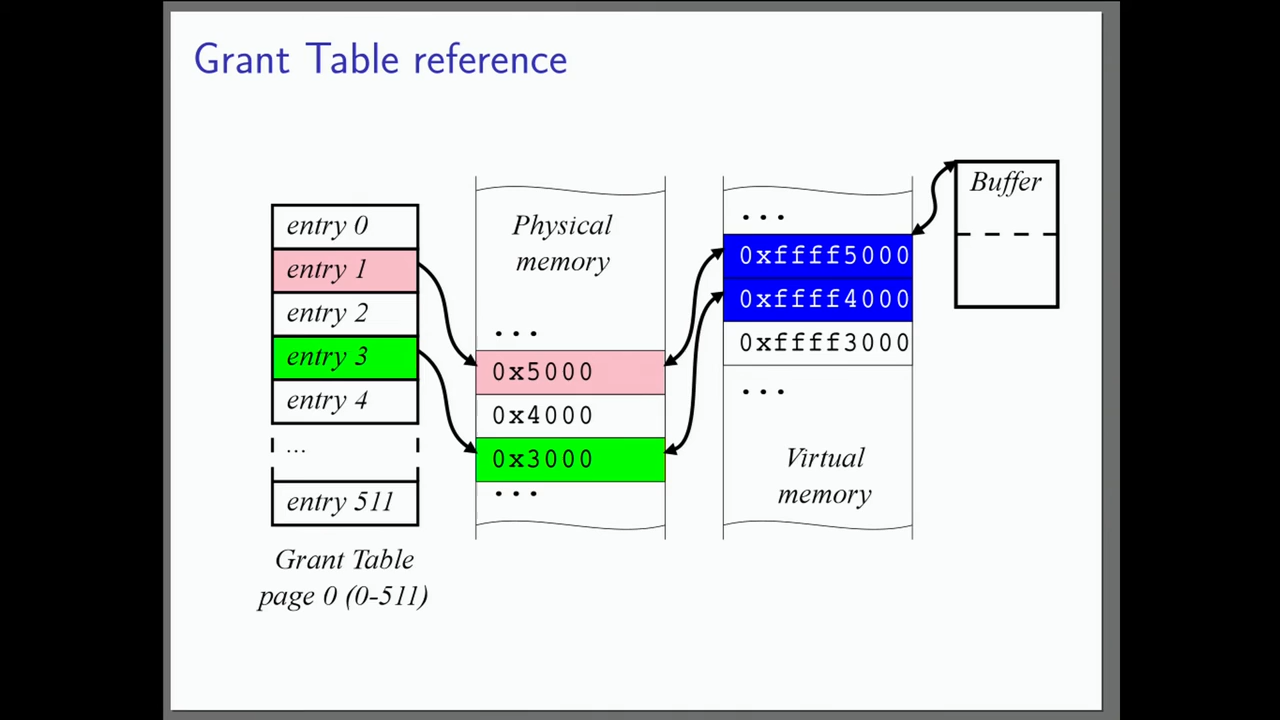 Grant Table reference
entry 0
entry 1
entry 2
entry 3
entry 4
...
entry 511
Grant Table
page 0 (0-511)
Physical
memory
...
0x5000
0x4000
0x3000
...
...
0xffff5000
0xffff4000
0xffff3000
...
Virtual
memory
Buffer